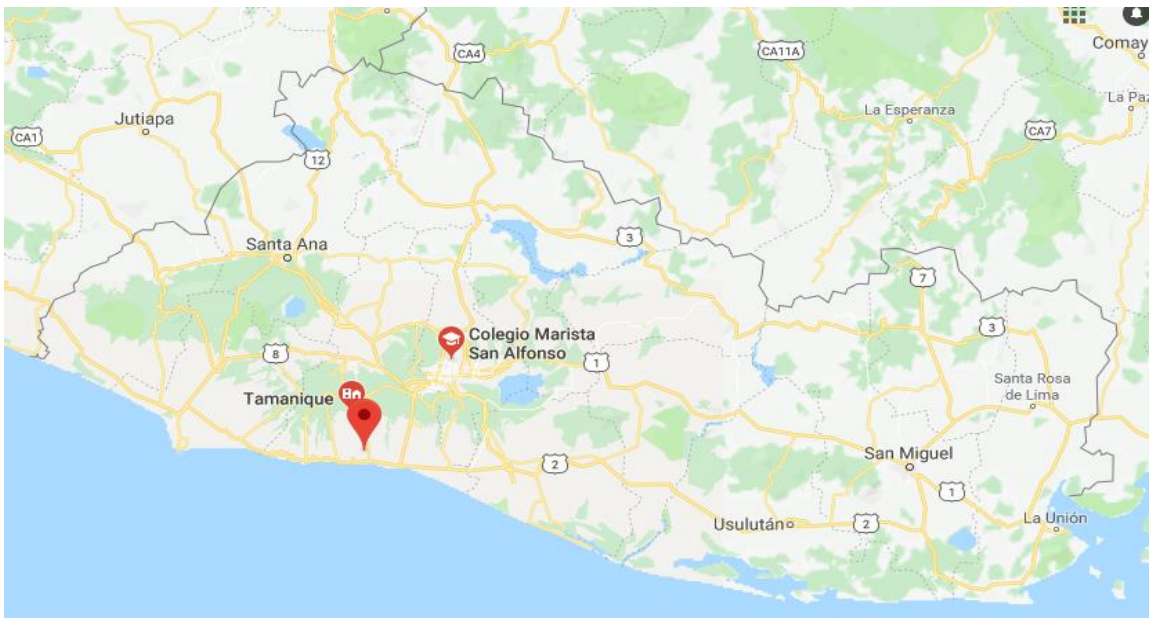 CA4
CA11A
Comay
La Esperanza
La Paz
CA1
Jutiapa
CA7
12
Santa Ana
3
7
3
Colegio Marista
San Alfonso
8
1
Santa Rosa
de Lima
Tamanique
San Miguel
2
1
Usulután
2
La Unión